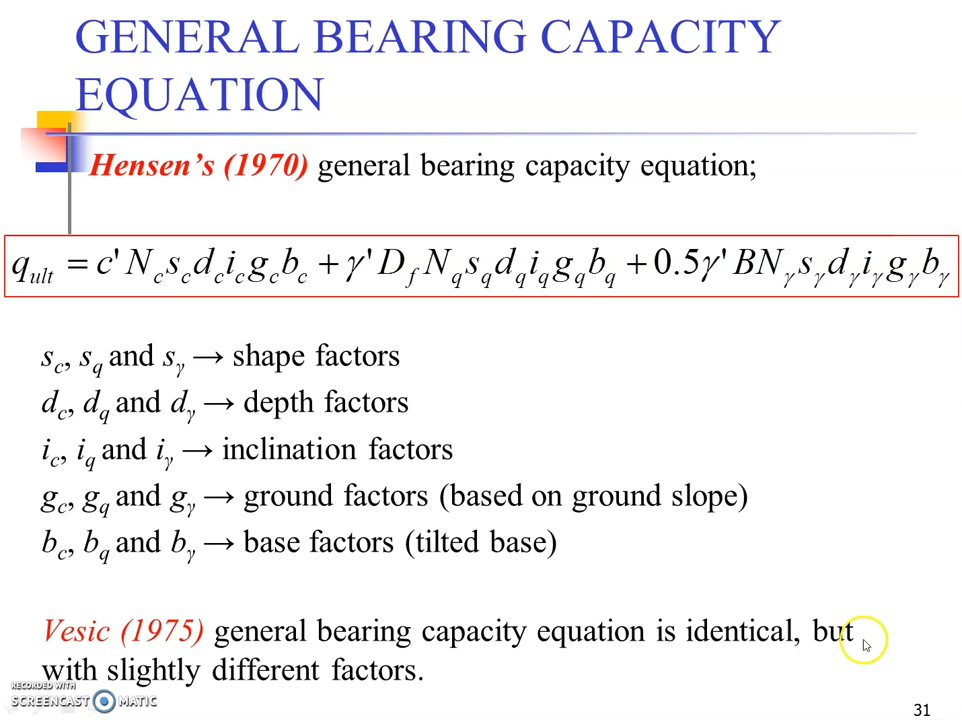 GENERAL BEARING CAPACITY
EQUATION
Hensen's (1970) general bearing capacity equation;
q_ult = c' N_c s_c d_c i_c g_c b_c + γ' D_f N_q s_q d_q i_q g_q b_q + 0.5γ' BN_γ s_γ d_γ i_γ g_γ b_γ
s_c, s_q and s_γ → shape factors
d_c, d_q and d_γ → depth factors
i_c, i_q and i_γ → inclination factors
g_c, g_q and g_γ → ground factors (based on ground slope)
b_c, b_q and b_γ → base factors (tilted base)
Vesic (1975) general bearing capacity equation is identical, but
with slightly different factors.
RECORDED WITH
SCREENCAST MATIC
31